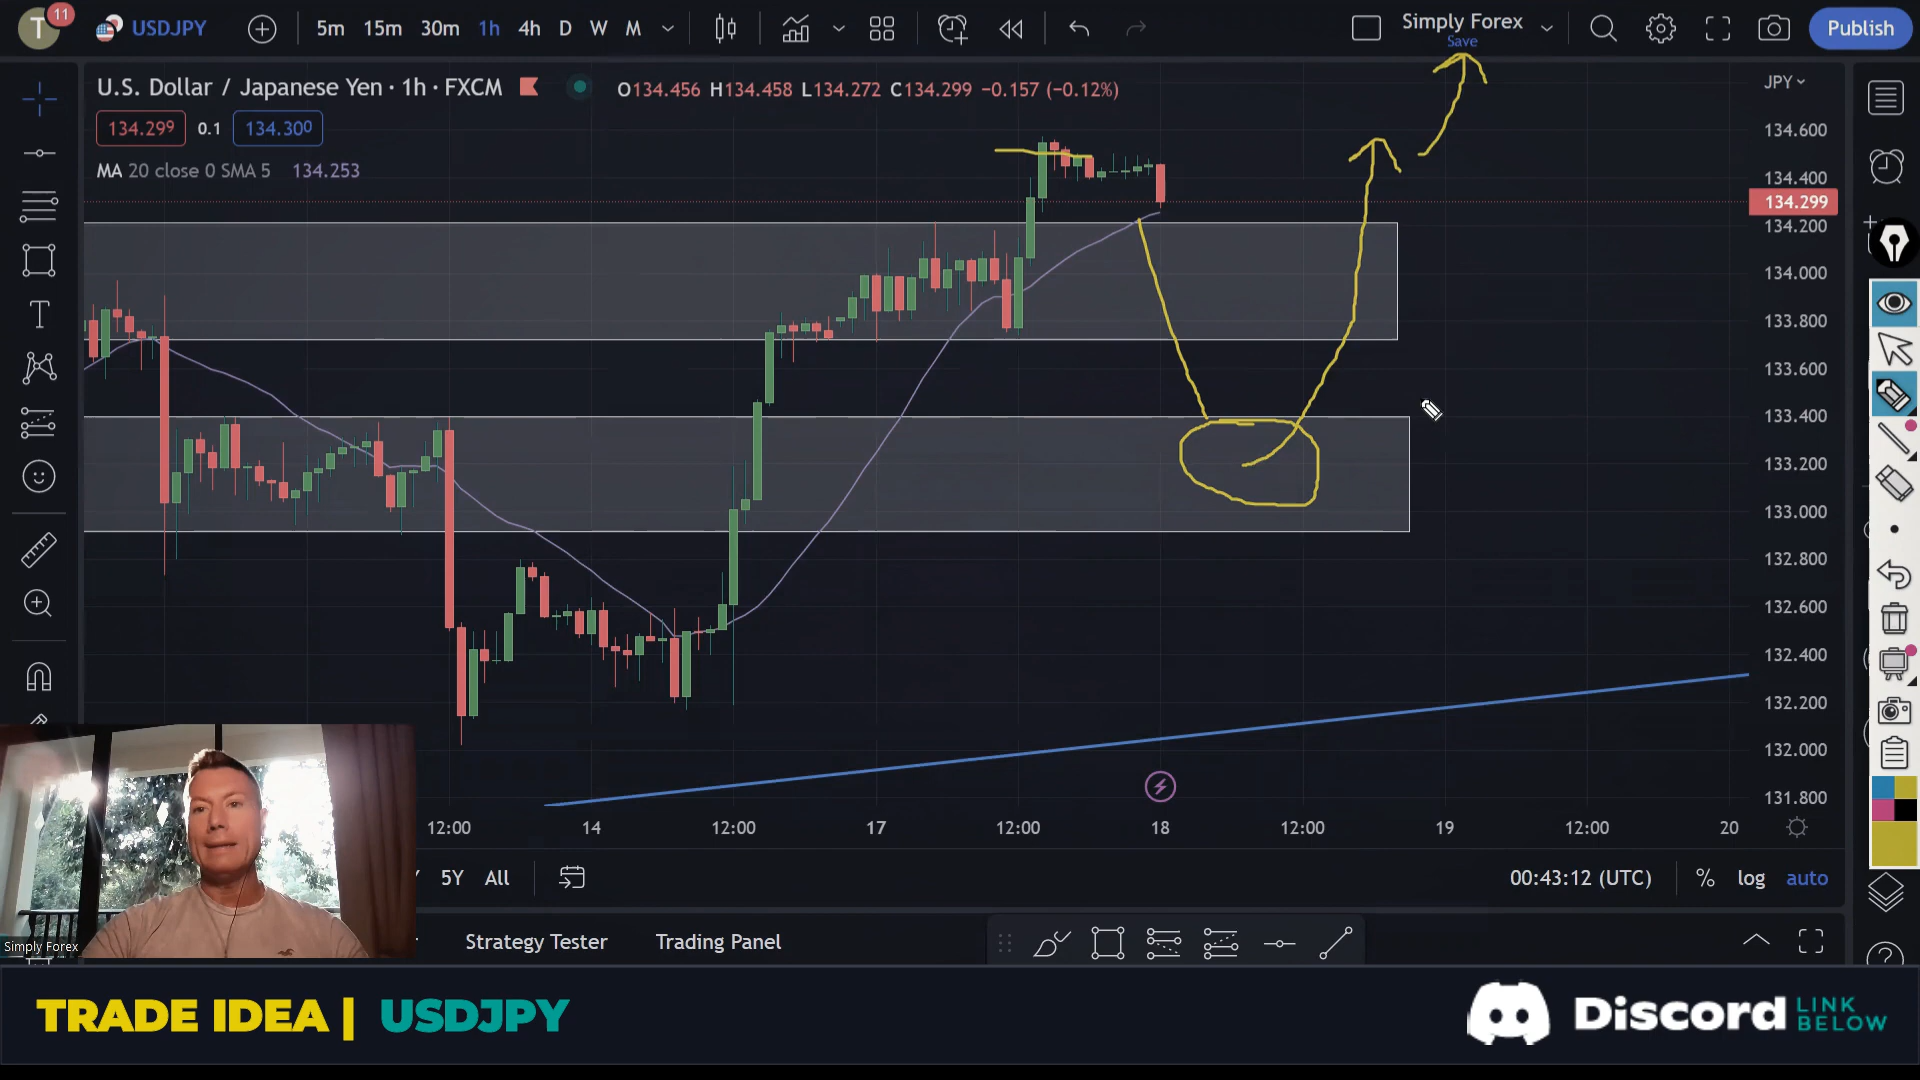 T
11
USDJPY
5m 15m 30m 1h 4h D W M
Simply Forex
Save
Publish
U.S. Dollar / Japanese Yen · 1h · FXCM
O134.456 H134.458 L134.272 C134.299 −0.157 (−0.12%)
JPY
134.299 0.1 134.300
MA 20 close 0 SMA 5 134.253
134.600
134.400
134.299
134.200
134.000
133.800
133.600
133.400
133.200
133.000
132.800
132.600
132.400
132.200
132.000
131.800
12:00 14 12:00 17 12:00 18 12:00 19 12:00 20
5Y All
00:43:12 (UTC) % log auto
Strategy Tester Trading Panel
Simply Forex
TRADE IDEA | USDJPY
Discord LINK BELOW